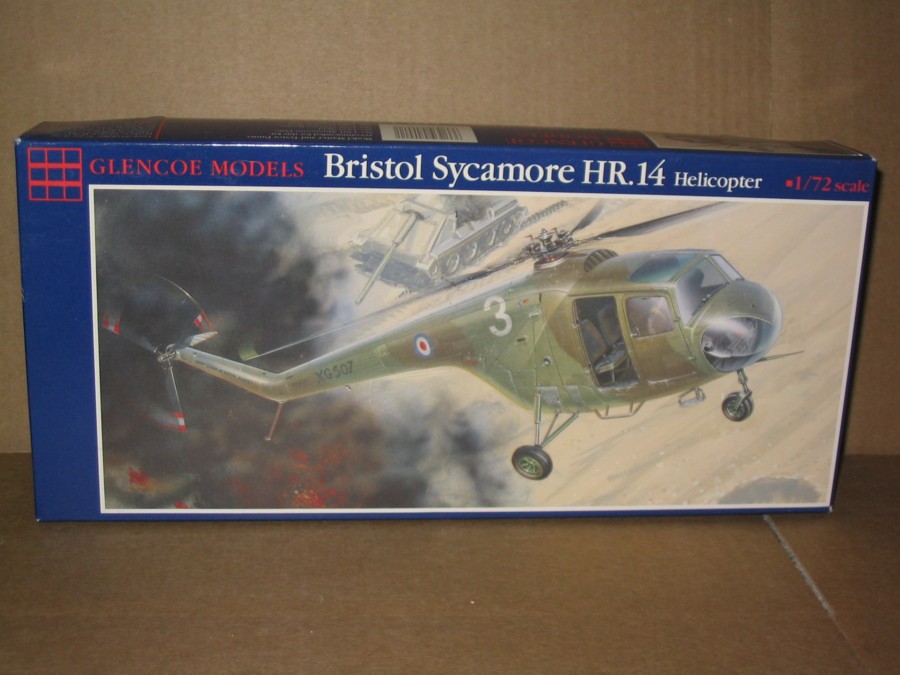 GLENCOE MODELS Bristol Sycamore HR.14 Helicopter ▪1/72 scale
3
XG507